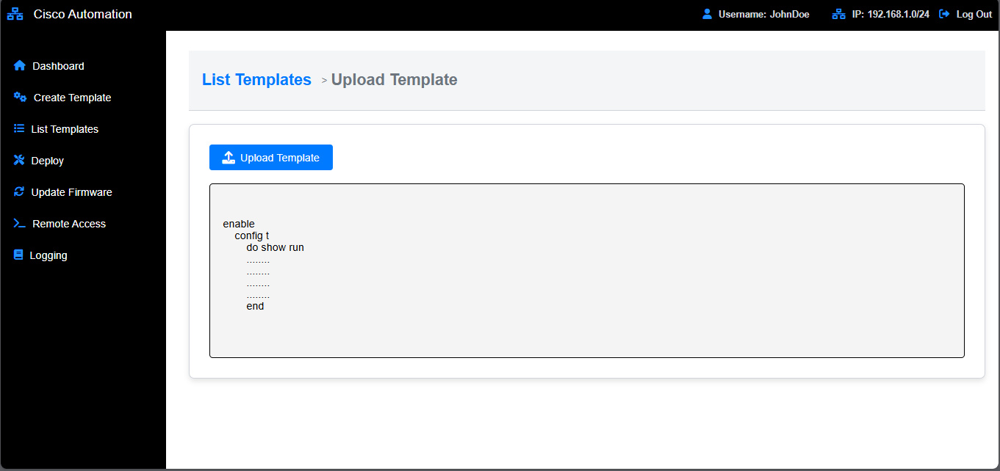 Cisco Automation
Username: JohnDoe
IP: 192.168.1.0/24
Log Out
Dashboard
Create Template
List Templates
Deploy
Update Firmware
Remote Access
Logging
List Templates > Upload Template
Upload Template
enable
config t
do show run
........
........
........
........
end